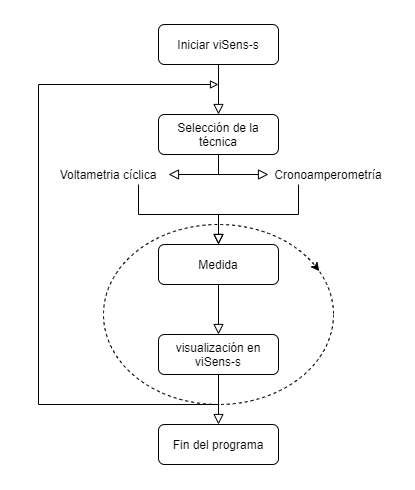 Iniciar viSens-s
Selección de la
técnica
Voltametria cíclica
Cronoamperometría
Medida
visualización en
viSens-s
Fin del programa